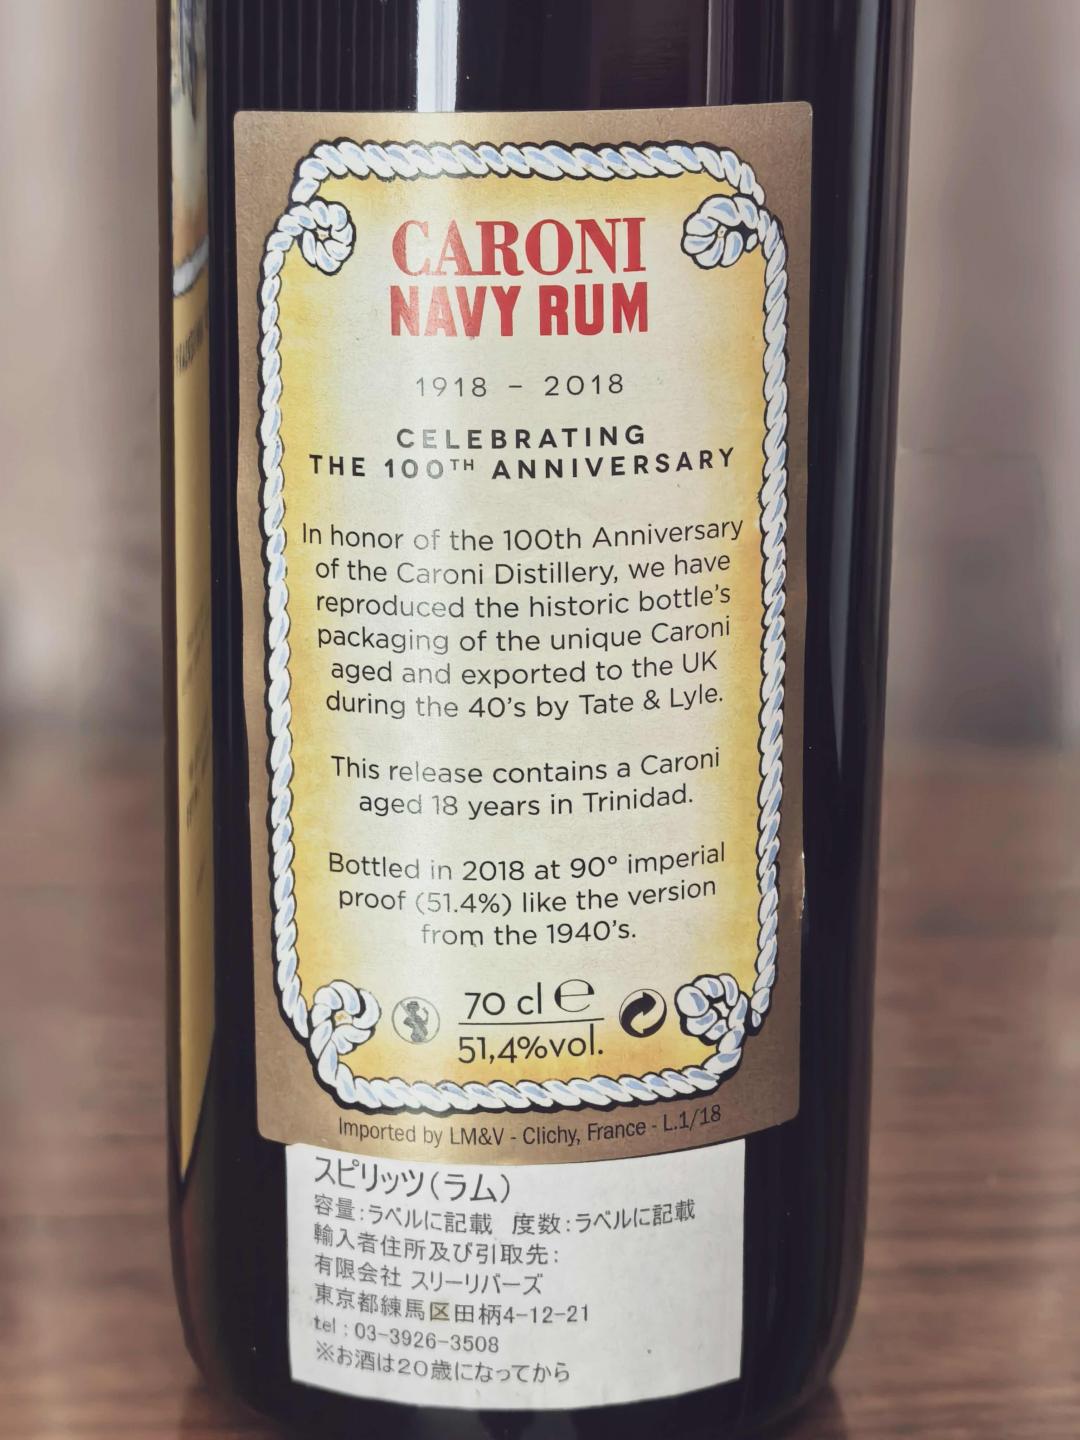 CARONI
NAVY RUM
1918 - 2018
CELEBRATING
THE 100TH ANNIVERSARY
In honor of the 100th Anniversary
of the Caroni Distillery, we have
reproduced the historic bottle's
packaging of the unique Caroni
aged and exported to the UK
during the 40's by Tate & Lyle.
This release contains a Caroni
aged 18 years in Trinidad.
Bottled in 2018 at 90° imperial
proof (51.4%) like the version
from the 1940's.
70 cl ℮
51,4%vol.
Imported by LM&V - Clichy, France - L.1/18
スピリッツ(ラム)
容量:ラベルに記載 度数:ラベルに記載
輸入者住所及び引取先:
有限会社 スリーリバーズ
東京都練馬区田柄4-12-21
tel : 03-3926-3508
※お酒は20歳になってから